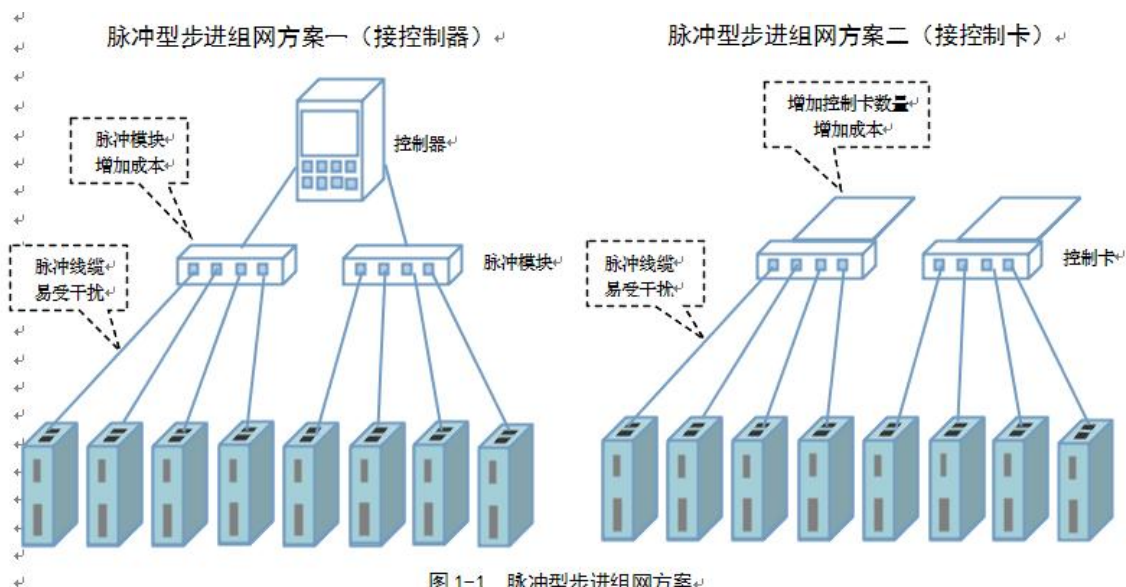 脉冲型步进组网方案一（接控制器）
脉冲型步进组网方案二（接控制卡）
脉冲模块
增加成本
控制器
脉冲线缆
易受干扰
脉冲模块
增加控制卡数量
增加成本
脉冲线缆
易受干扰
控制卡
图 1-1 脉冲型步进组网方案